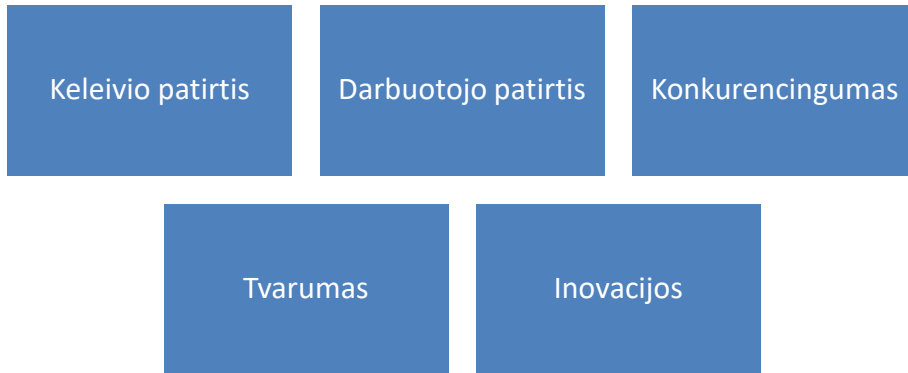 Keleivio patirtis
Darbuotojo patirtis
Konkurencingumas
Tvarumas
Inovacijos